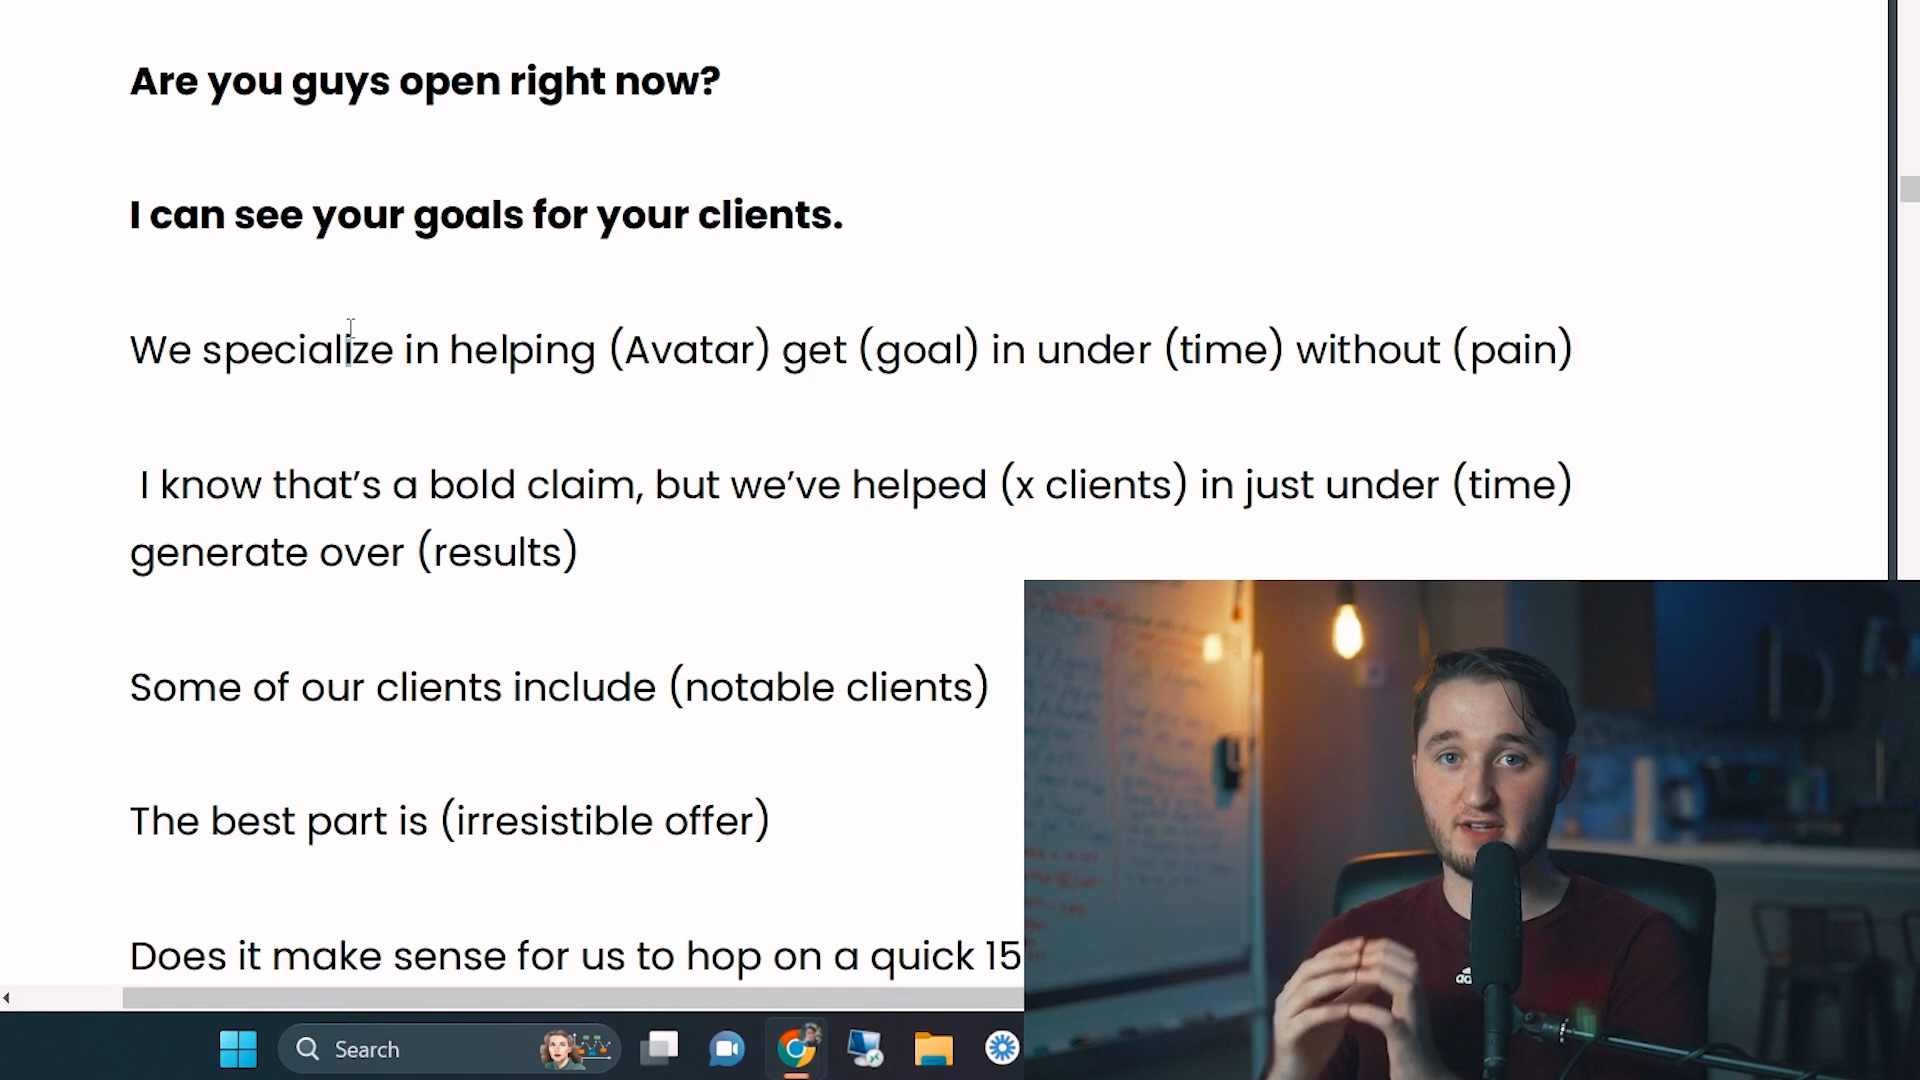 Are you guys open right now?
I can see your goals for your clients.
We specialize in helping (Avatar) get (goal) in under (time) without (pain)
I know that’s a bold claim, but we’ve helped (x clients) in just under (time)
generate over (results)
Some of our clients include (notable clients)
The best part is (irresistible offer)
Does it make sense for us to hop on a quick 15
Search